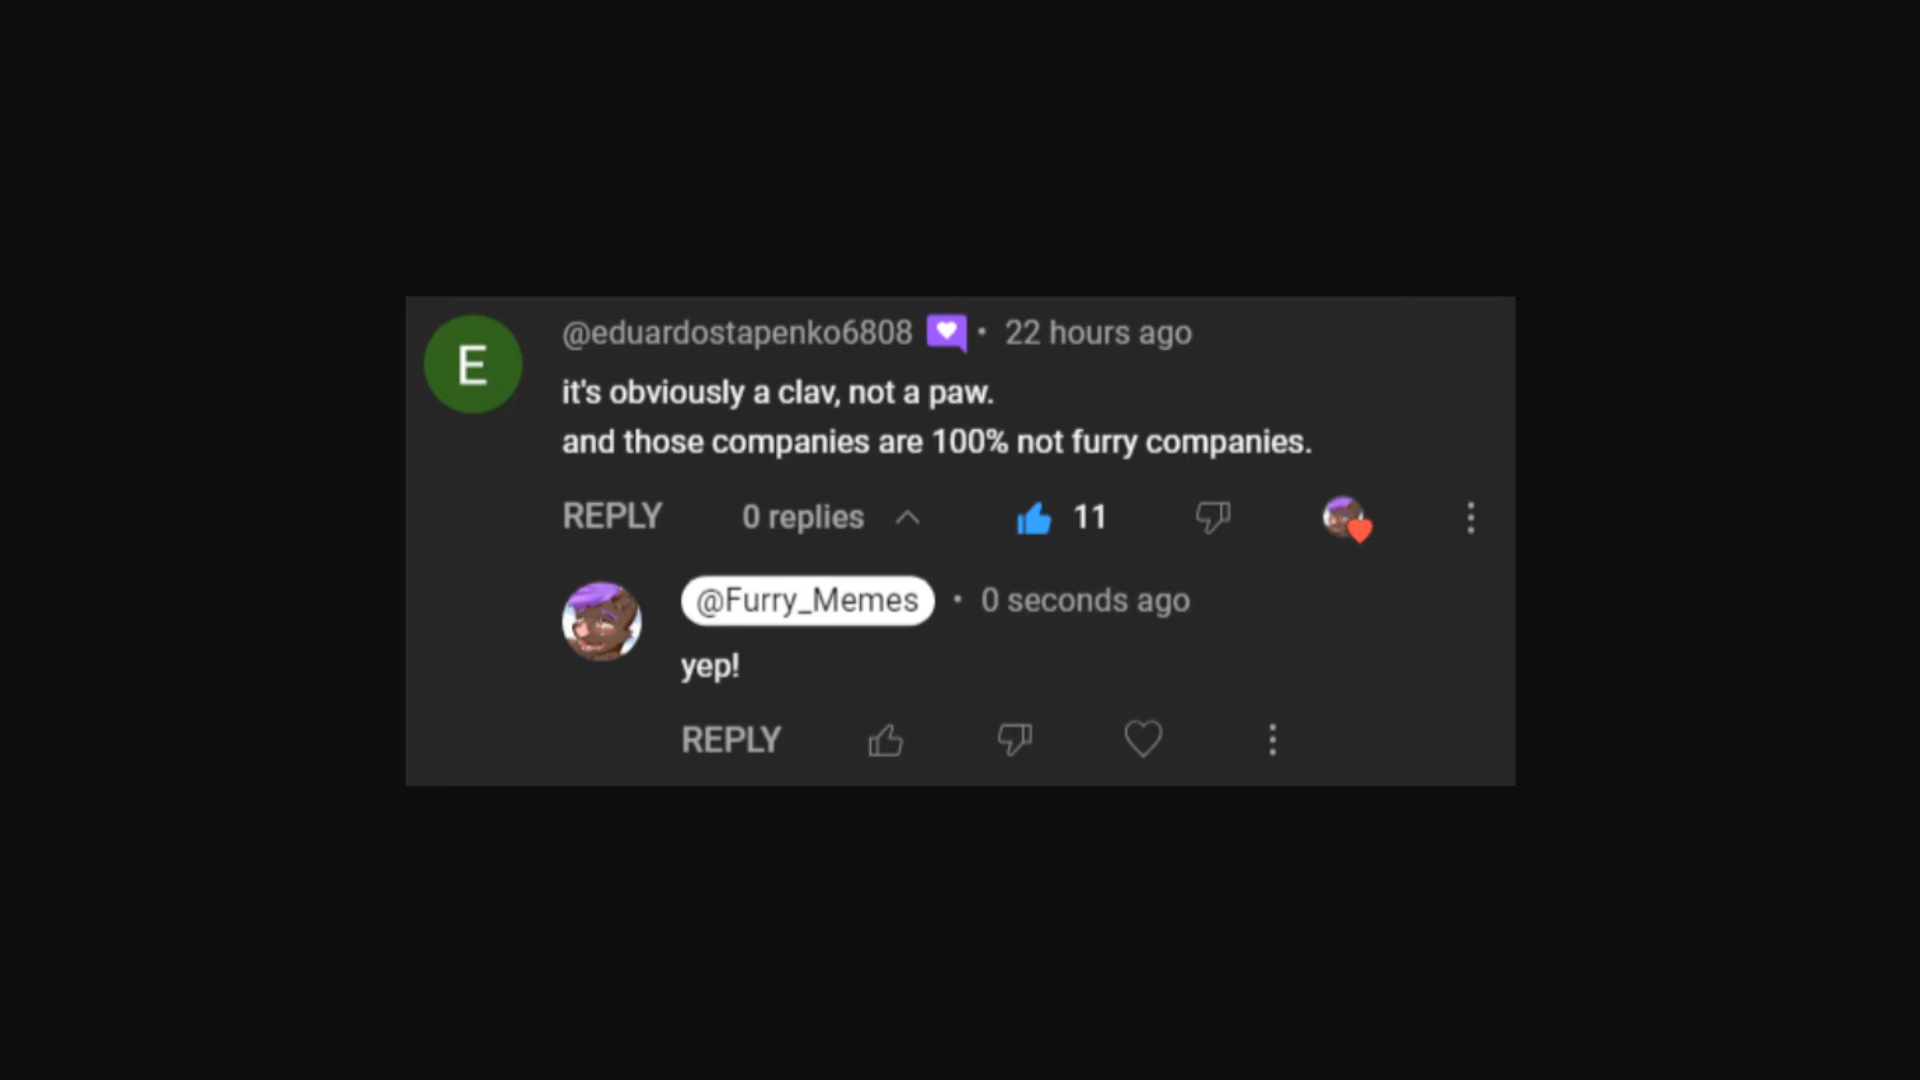 E
@eduardostapenko6808 • 22 hours ago
it's obviously a clav, not a paw.
and those companies are 100% not furry companies.
REPLY 0 replies 11
@Furry_Memes • 0 seconds ago
yep!
REPLY